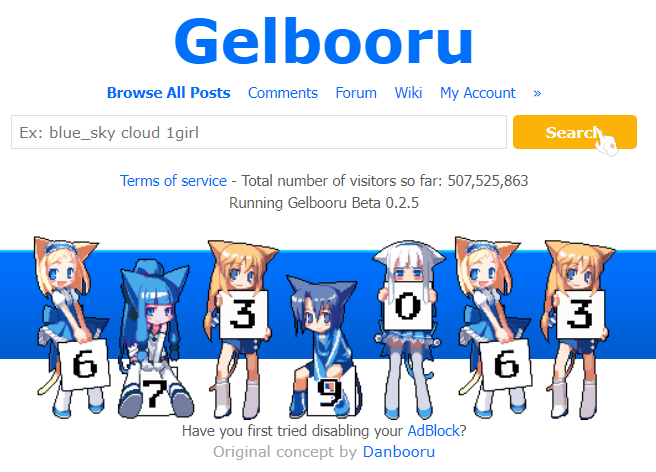 Gelbooru
Browse All Posts Comments Forum Wiki My Account »
Ex: blue_sky cloud 1girl Search
Terms of service - Total number of visitors so far: 507,525,863
Running Gelbooru Beta 0.2.5
6 7 3 9 0 6 3
Have you first tried disabling your AdBlock?
Original concept by Danbooru